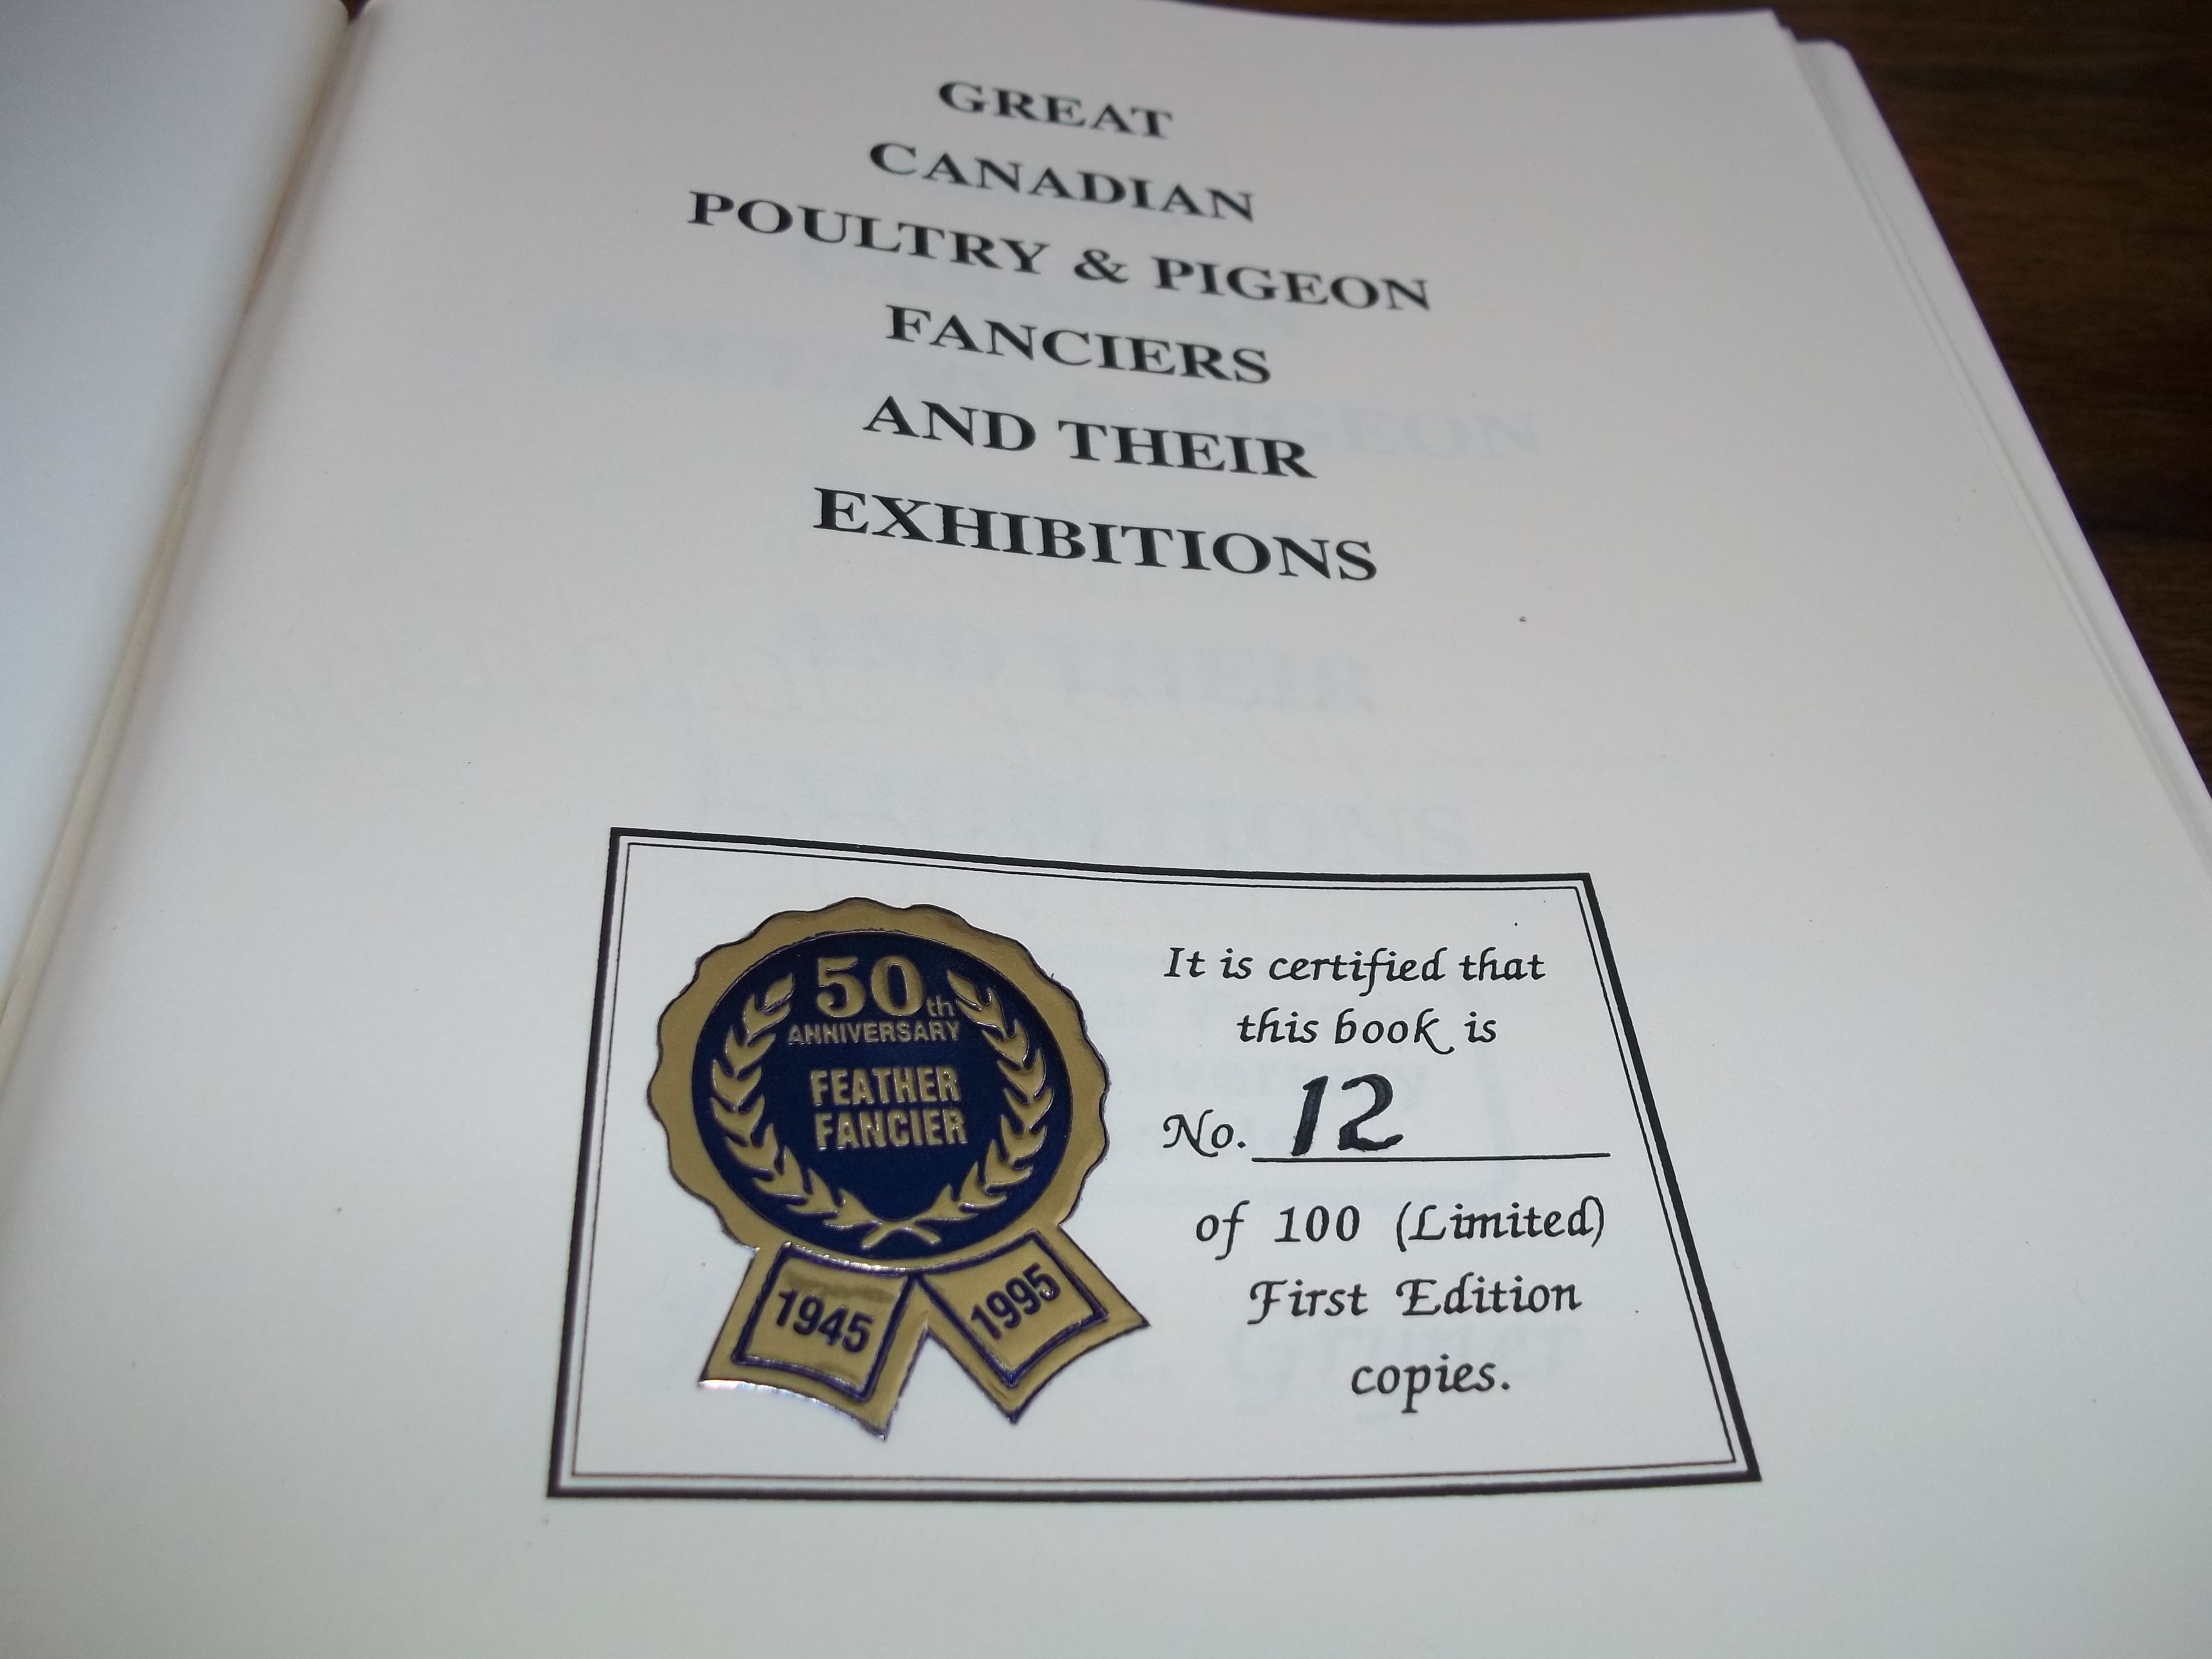 GREAT
CANADIAN
POULTRY & PIGEON
FANCIERS
AND THEIR
EXHIBITIONS
50th
ANNIVERSARY
FEATHER
FANCIER
1945
1995
It is certified that
this book is
No. 12
of 100 (Limited)
First Edition
copies.